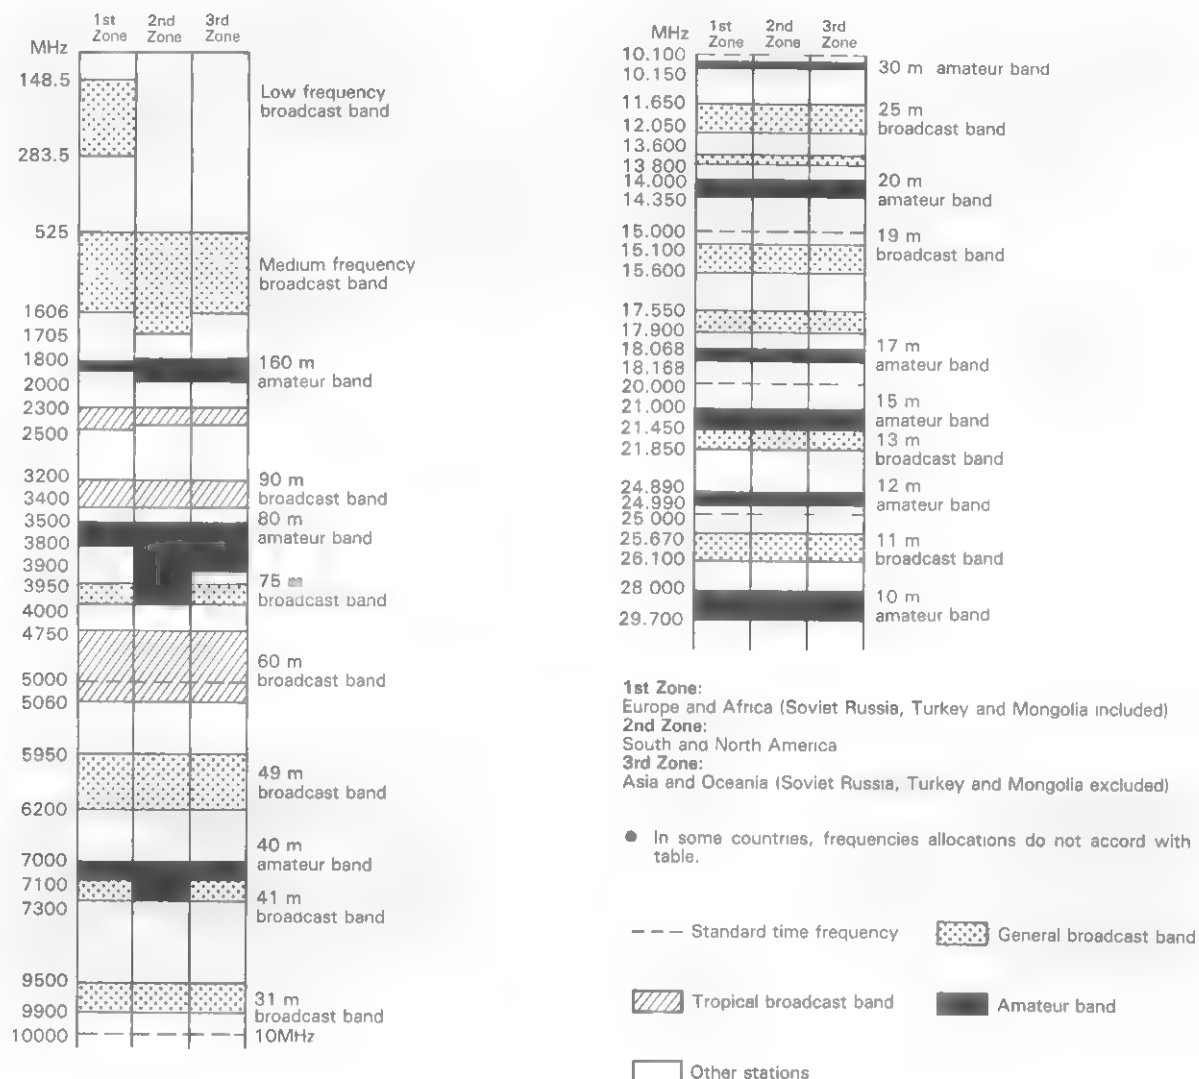 1st Zone
2nd Zone
3rd Zone
MHz
148.5
Low frequency
broadcast band
283.5
525
Medium frequency
broadcast band
1606
1705
1800
160 m
amateur band
2000
2300
2500
3200
90 m
broadcast band
3400
3500
80 m
amateur band
3800
3900
3950
75 m
broadcast band
4000
4750
60 m
broadcast band
5000
5060
5950
49 m
broadcast band
6200
40 m
amateur band
7000
7100
41 m
broadcast band
7300
9500
31 m
broadcast band
9900
10000
10MHz
1st Zone
2nd Zone
3rd Zone
MHz
10.100
10.150
30 m amateur band
11.650
25 m
broadcast band
12.050
13.600
13 800
14.000
20 m
amateur band
14.350
15.000
19 m
broadcast band
15.100
15.600
17.550
17.900
18.068
17 m
amateur band
18.168
20.000
21.000
15 m
amateur band
21.450
13 m
broadcast band
21.850
24.890
12 m
amateur band
24.990
25 000
25.670
11 m
broadcast band
26.100
28 000
10 m
amateur band
29.700
1st Zone:
Europe and Africa (Soviet Russia, Turkey and Mongolia included)
2nd Zone:
South and North America
3rd Zone:
Asia and Oceania (Soviet Russia, Turkey and Mongolia excluded)
● In some countries, frequencies allocations do not accord with
table.
Standard time frequency
General broadcast band
Tropical broadcast band
Amateur band
Other stations